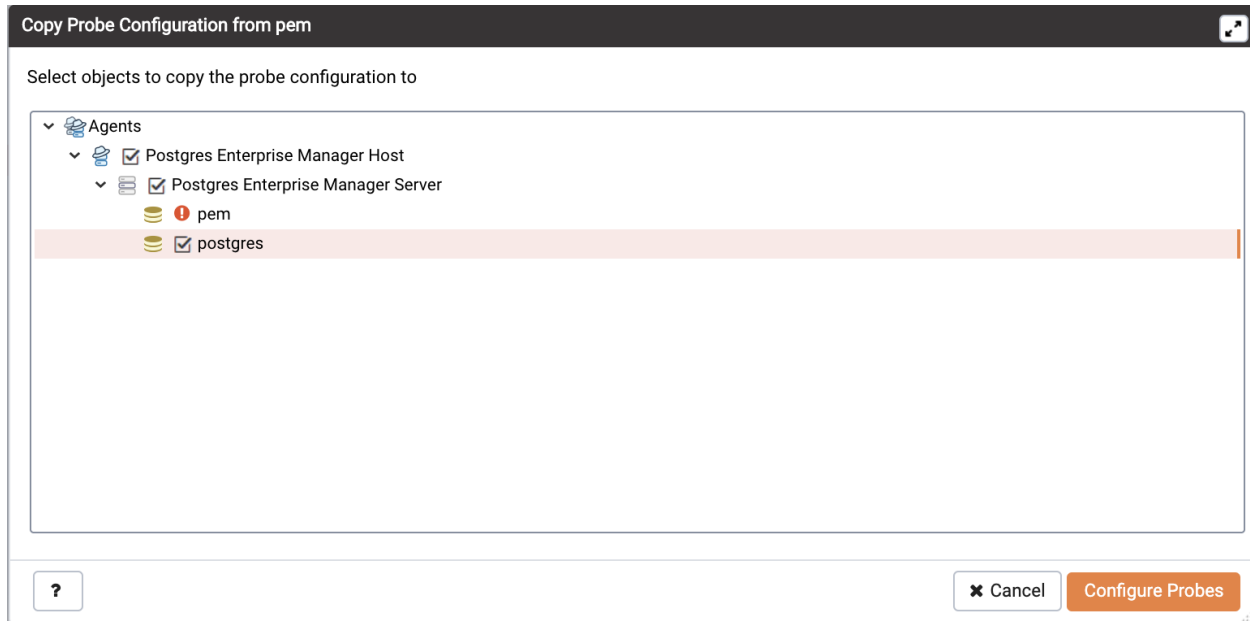 Copy Probe Configuration from pem
Select objects to copy the probe configuration to
Agents
Postgres Enterprise Manager Host
Postgres Enterprise Manager Server
pem
postgres
? Cancel Configure Probes